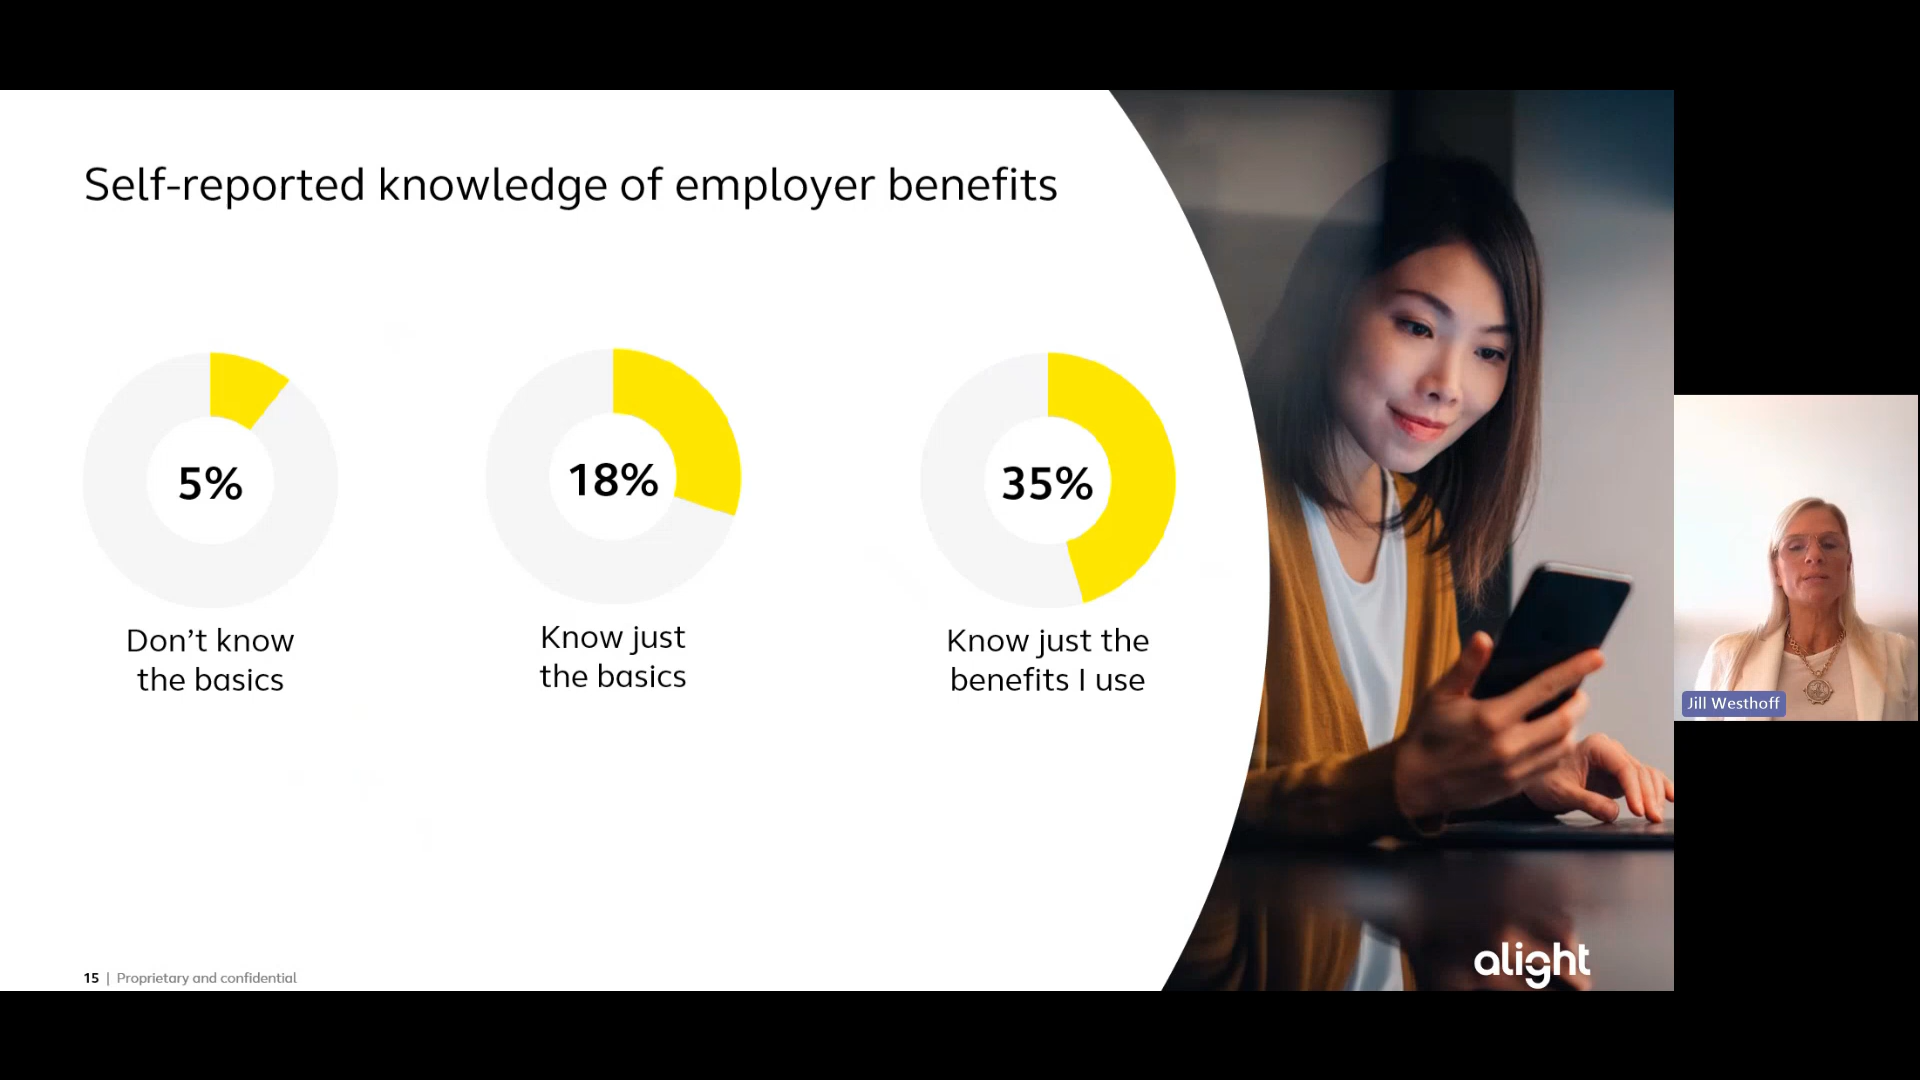 Self-reported knowledge of employer benefits
5%
Don’t know
the basics
18%
Know just
the basics
35%
Know just the
benefits I use
Jill Westhoff
15 | Proprietary and confidential
alight